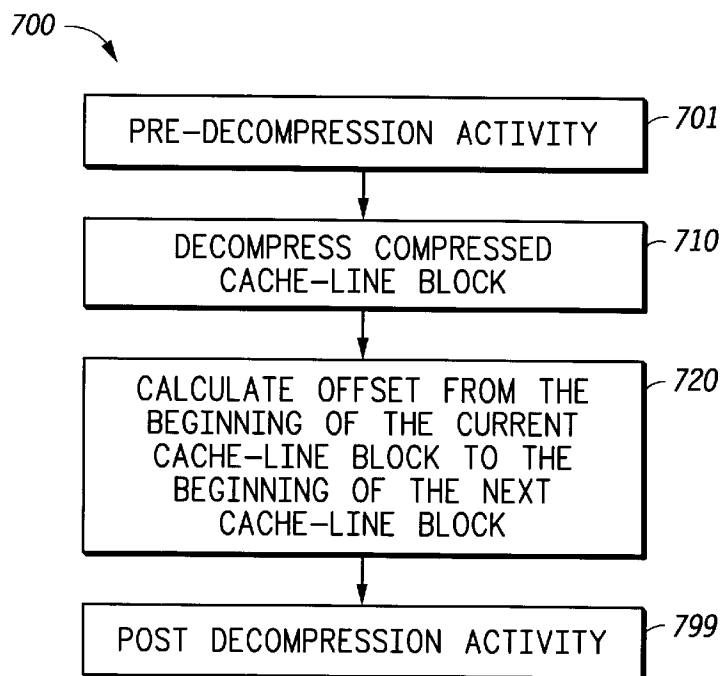 700
PRE-DECOMPRESSION ACTIVITY
701
DECOMPRESS COMPRESSED
CACHE-LINE BLOCK
710
CALCULATE OFFSET FROM THE
BEGINNING OF THE CURRENT
CACHE-LINE BLOCK TO THE
BEGINNING OF THE NEXT
CACHE-LINE BLOCK
720
POST DECOMPRESSION ACTIVITY
799